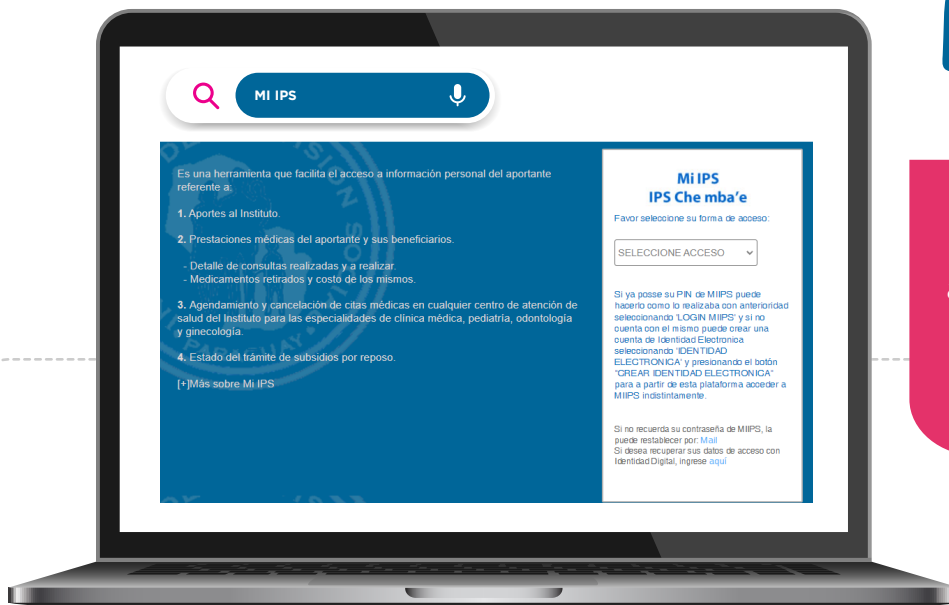 MI IPS
Es una herramienta que facilita el acceso a información personal del aportante
referente a:
1. Aportes al Instituto.
2. Prestaciones médicas del aportante y sus beneficiarios.
- Detalle de consultas realizadas y a realizar.
- Medicamentos retirados y costo de los mismos.
3. Agendamiento y cancelación de citas médicas en cualquier centro de atención de
salud del Instituto para las especialidades de clínica médica, pediatría, odontología
y ginecología.
4. Estado del trámite de subsidios por reposo.
[+]Más sobre Mi IPS
Mi IPS
IPS Che mba'e
Favor seleccione su forma de acceso:
SELECCIONE ACCESO
Si ya posse su PIN de MIIPS puede
hacerlo como lo realizaba con anterioridad
seleccionando 'LOGIN MIIPS' y si no
cuenta con el mismo puede crear una
cuenta de Identidad Electronica
seleccionando 'IDENTIDAD
ELECTRONICA' y presionando el botón
"CREAR IDENTIDAD ELECTRONICA"
para a partir de esta plataforma acceder a
MIIPS indistintamente.
Si no recuerda su contraseña de MIIPS, la
puede restablecer por: Mail
Si desea recuperar sus datos de acceso con
Identidad Digital, ingrese aquí